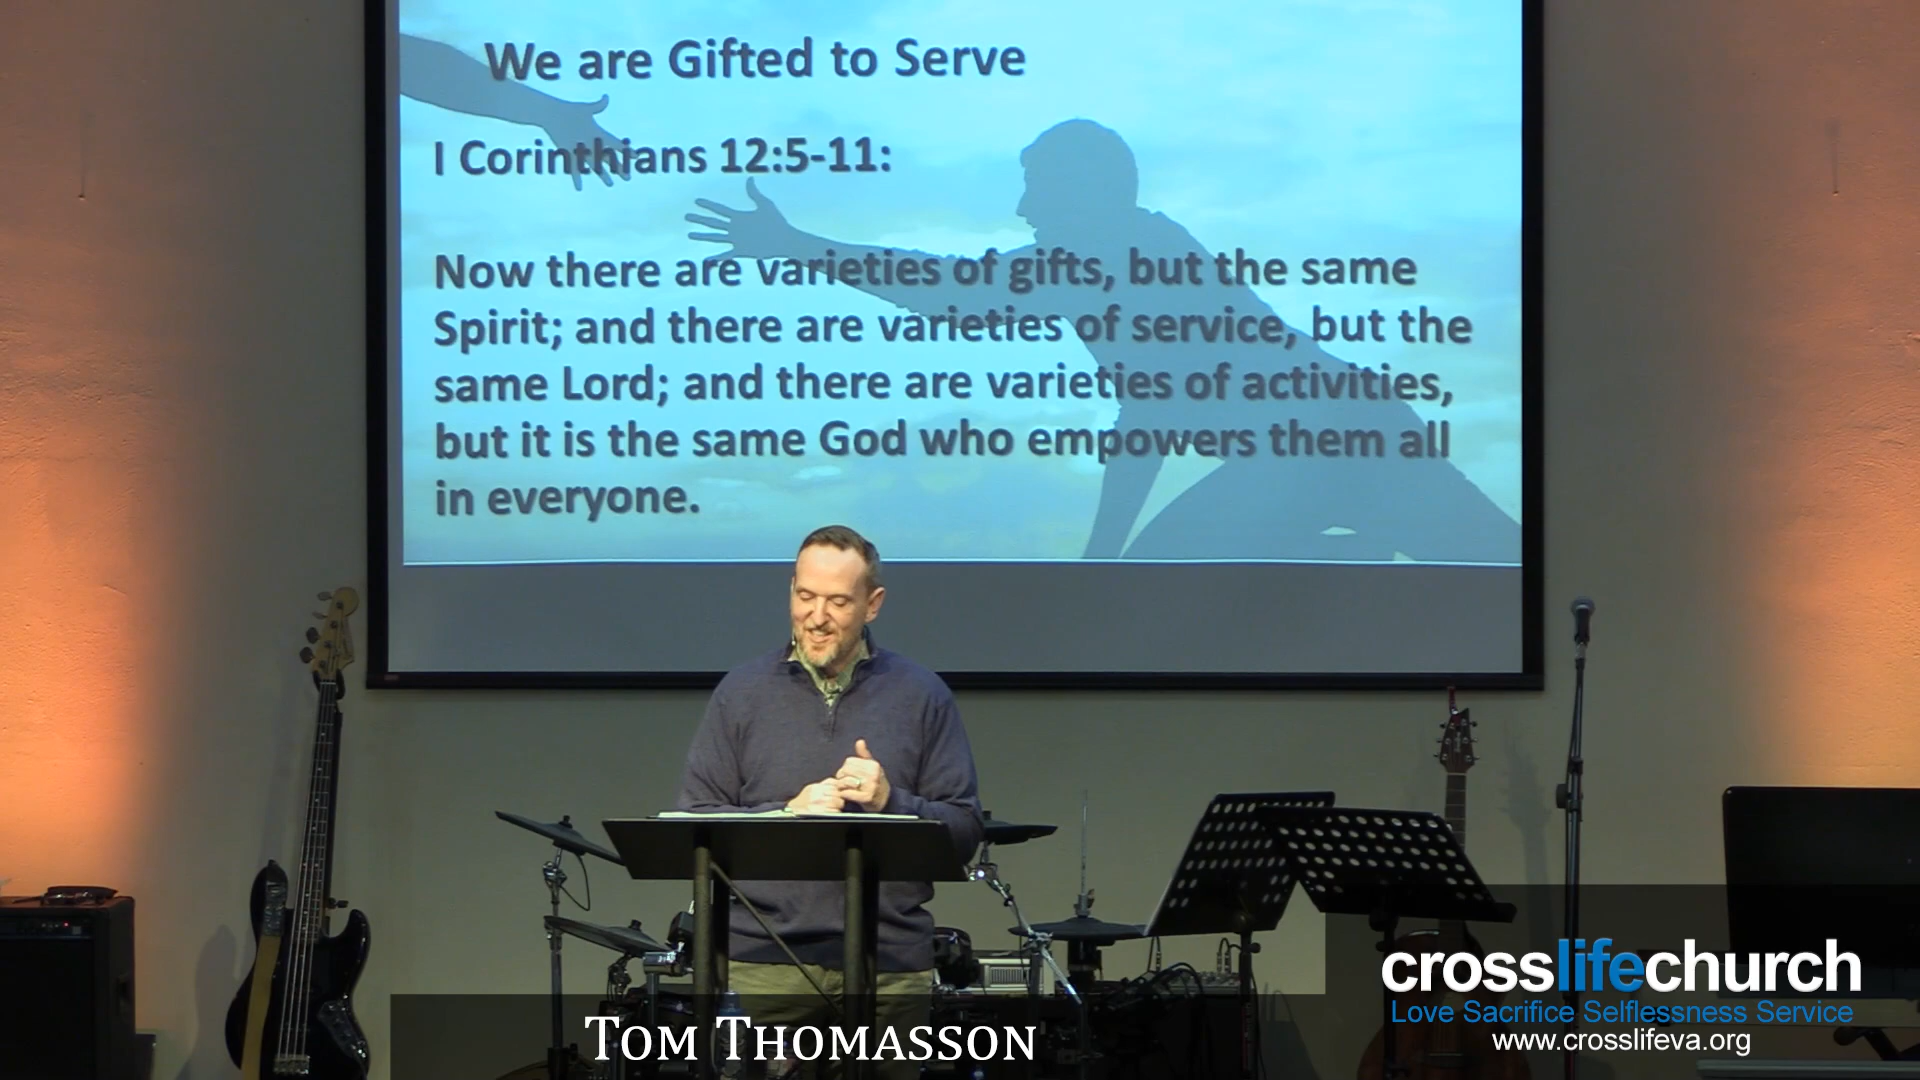 We are Gifted to Serve
I Corinthians 12:5-11:
Now there are varieties of gifts, but the same
Spirit; and there are varieties of service, but the
same Lord; and there are varieties of activities,
but it is the same God who empowers them all
in everyone.
TOM THOMASSON
crosslifechurch
Love Sacrifice Selflessness Service
www.crosslifeva.org